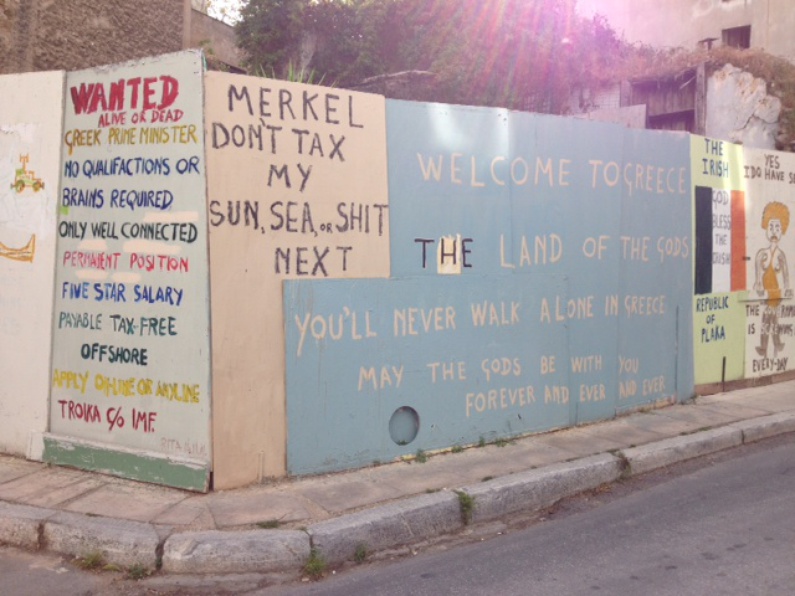 WANTED
ALIVE OR DEAD
GREEK PRIME MINISTER
NO QUALIFACTIONS OR
BRAINS REQUIRED
ONLY WELL CONNECTED
PERMANENT POSITION
FIVE STAR SALARY
PAYABLE TAX-FREE
OFFSHORE
APPLY ON-LINE OR ANYLINE
TROIKA C/o IMF.
MERKEL
DON'T TAX
MY
SUN, SEA, OR SHIT
NEXT
WELCOME TO GREECE
THE LAND OF THE GODS
YOU'LL NEVER WALK ALONE IN GREECE
MAY THE GODS BE WITH YOU
FOREVER AND EVER AND EVER
THE
IRISH
GOD
BLESS
THE
IRISH
REPUBLIC
OF
PLAKA
YES
I DO HAVE
THE
IS
EVERY-DAY